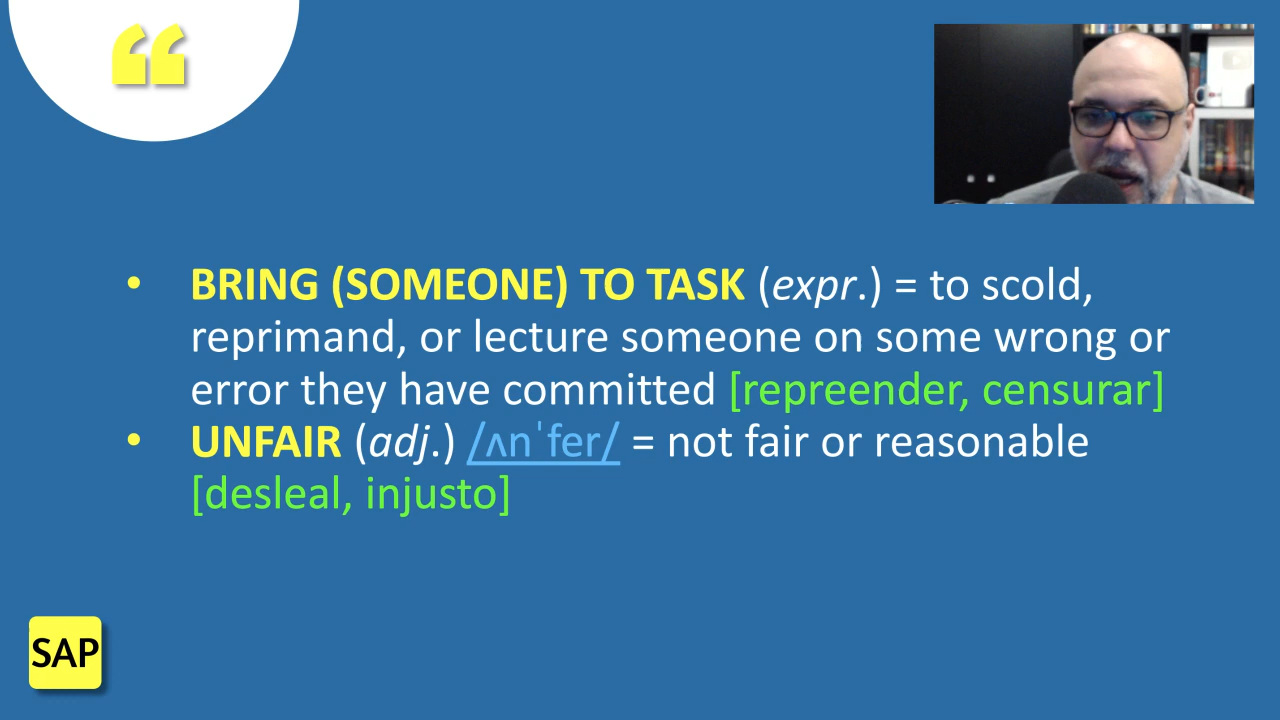 “
• BRING (SOMEONE) TO TASK (expr.) = to scold,
reprimand, or lecture someone on some wrong or
error they have committed [repreender, censurar]
• UNFAIR (adj.) /ʌnˈfer/ = not fair or reasonable
[desleal, injusto]
SAP